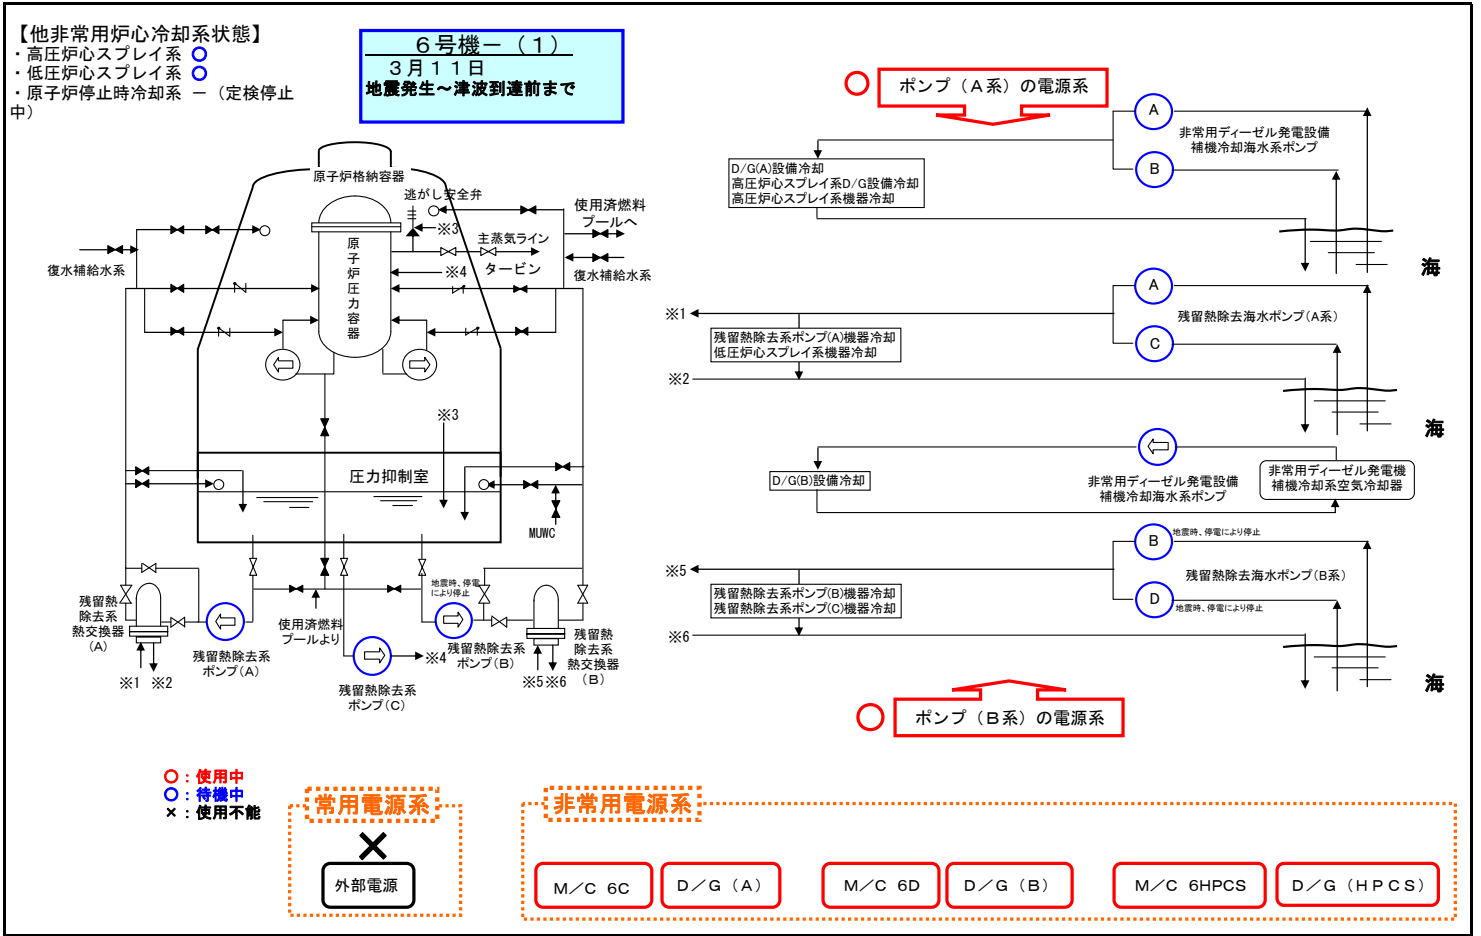 【他非常用炉心冷却系状態】
・高圧炉心スプレイ系 ○
・低圧炉心スプレイ系 ○
・原子炉停止時冷却系 － （定検停止
中）
６号機－（１）
３月１１日
地震発生～津波到達前まで
原子炉格納容器
逃がし安全弁
※3
使用済燃料
プールへ
主蒸気ライン
タービン
※4
復水補給水系
復水補給水系
原子炉圧力容器
※3
圧力抑制室
MUWC
地震時、停電
により停止
残留熱
除去系
熱交換器
（A）
※1 ※2
残留熱除去系
ポンプ(A)
使用済燃料
プールより
残留熱除去系
ポンプ(C)
※4
残留熱除去系
ポンプ(B)
※5※6
残留熱
除去系
熱交換器
（B）
○ ポンプ（Ａ系）の電源系
A
B
非常用ディーゼル発電設備
補機冷却海水系ポンプ
D/G(A)設備冷却
高圧炉心スプレイ系D/G設備冷却
高圧炉心スプレイ系機器冷却
海
※1
A
C
残留熱除去海水ポンプ(A系)
残留熱除去系ポンプ(A)機器冷却
低圧炉心スプレイ系機器冷却
※2
海
D/G(B)設備冷却
非常用ディーゼル発電設備
補機冷却海水系ポンプ
非常用ディーゼル発電機
補機冷却系空気冷却器
B
地震時、停電により停止
※5
残留熱除去海水ポンプ(B系)
D
地震時、停電により停止
残留熱除去系ポンプ(B)機器冷却
残留熱除去系ポンプ(C)機器冷却
※6
海
○ ポンプ（Ｂ系）の電源系
○：使用中
○：待機中
×：使用不能
常用電源系
×
外部電源
非常用電源系
M／C 6C
D／G（A）
M／C 6D
D／G（B）
M／C 6HPCS
D／G（ＨＰＣＳ）